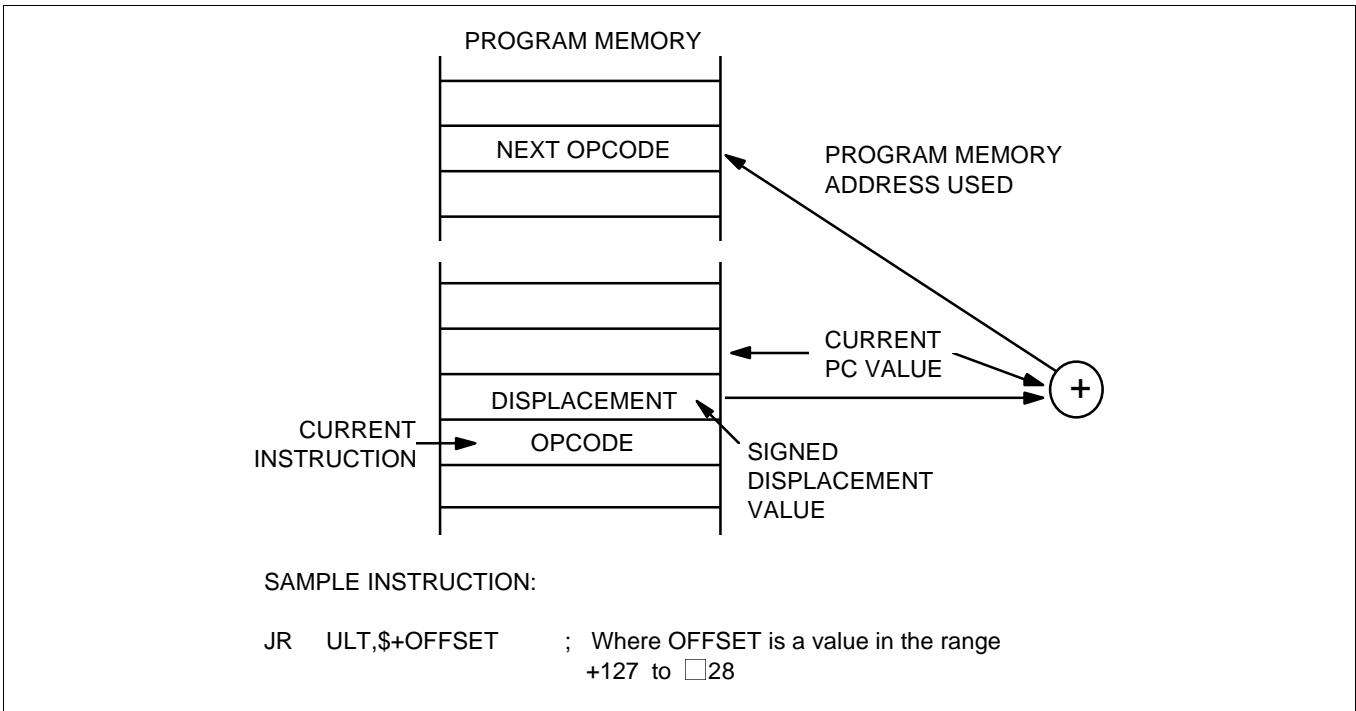 PROGRAM MEMORY
NEXT OPCODE
PROGRAM MEMORY
ADDRESS USED
CURRENT
PC VALUE
+
DISPLACEMENT
CURRENT
INSTRUCTION
OPCODE
SIGNED
DISPLACEMENT
VALUE
SAMPLE INSTRUCTION:
JR ULT,$+OFFSET ; Where OFFSET is a value in the range
+127 to □28